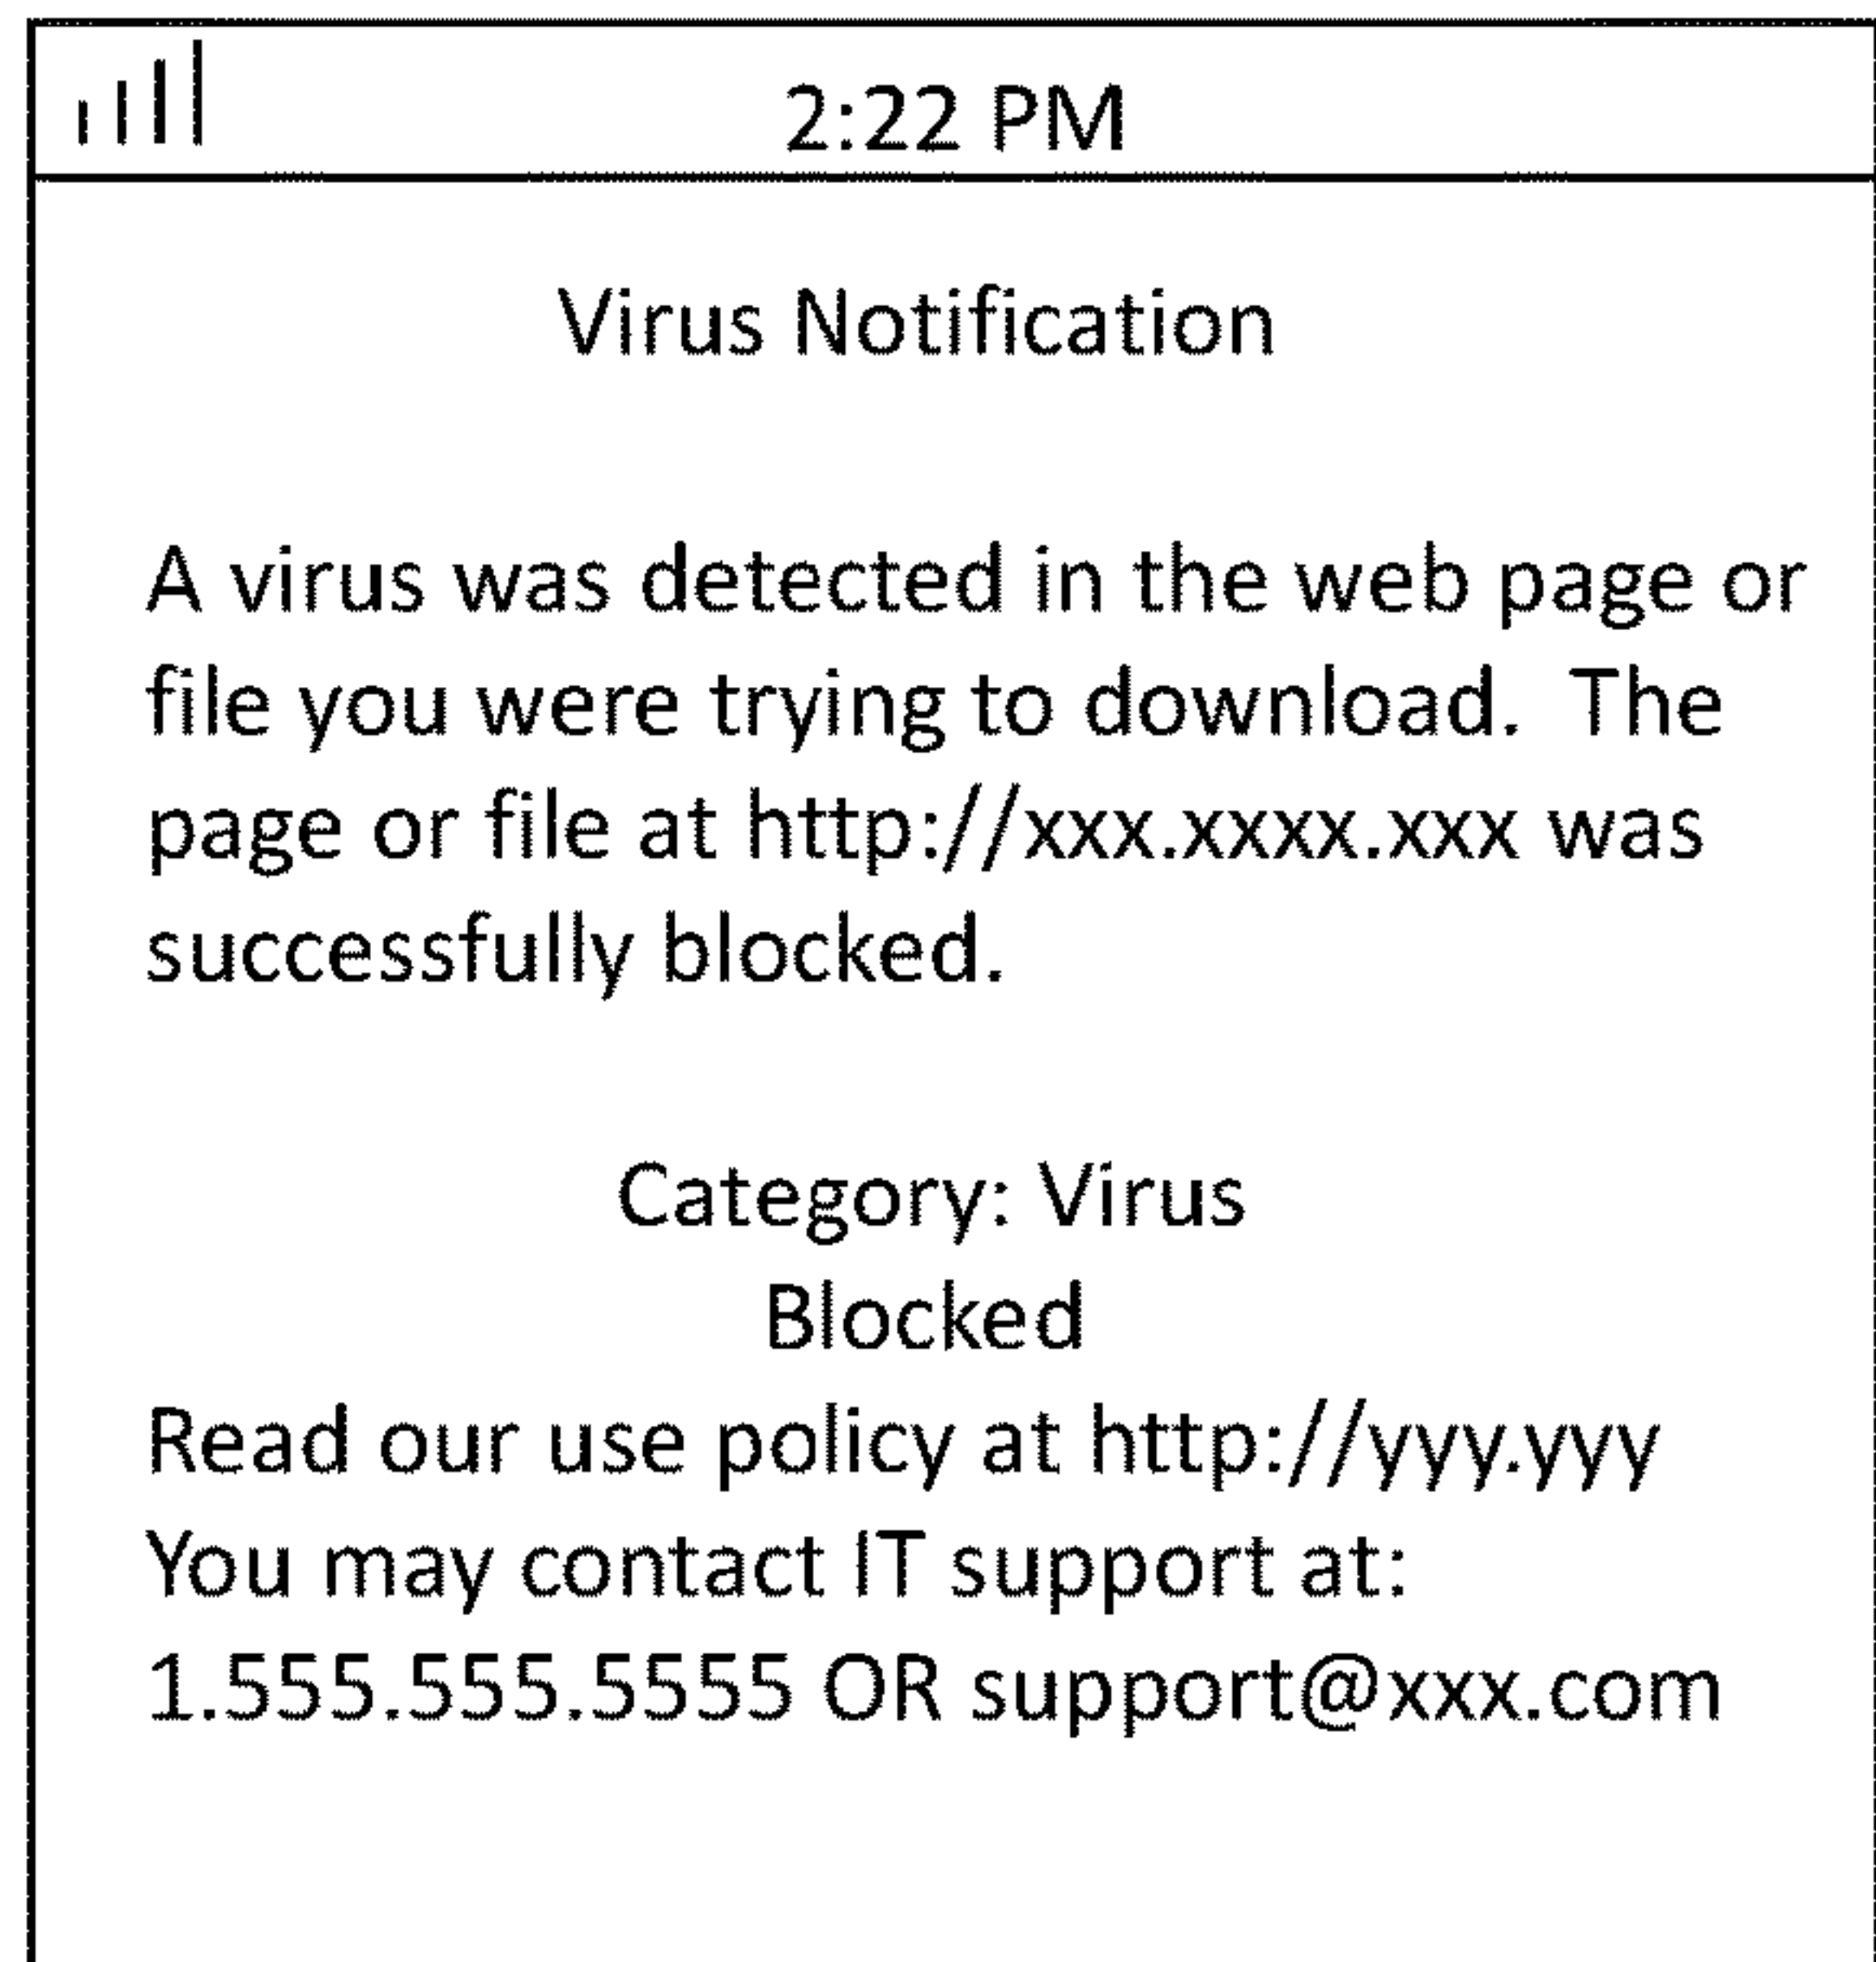 2:22 PM
Virus Notification
A virus was detected in the web page or
file you were trying to download.  The
page or file at http://xxx.xxxx.xxx was
successfully blocked.
Category: Virus
Blocked
Read our use policy at http://yyy.yyy
You may contact IT support at:
1.555.555.5555 OR support@xxx.com